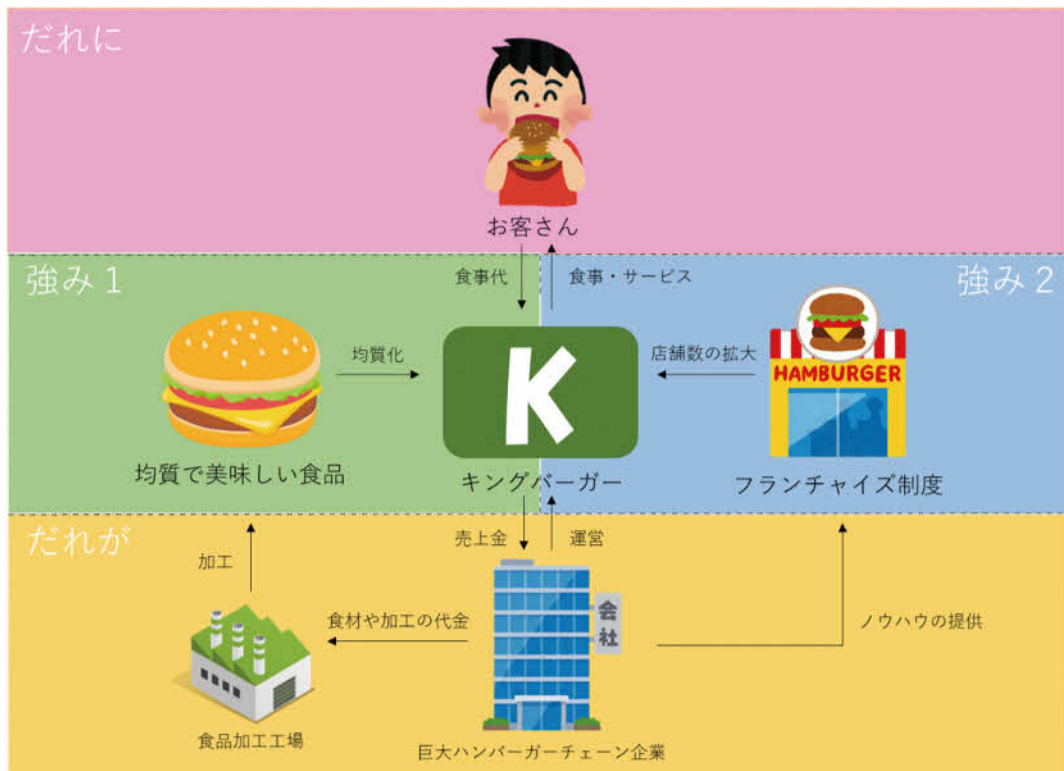 だれに
お客さん
強み1
食事代
食事・サービス
強み2
均質化
K
店舗数の拡大
HAMBURGER
均質で美味しい食品
キングバーガー
フランチャイズ制度
だれが
売上金
運営
加工
食材や加工の代金
会社
ノウハウの提供
食品加工工場
巨大ハンバーガーチェーン企業